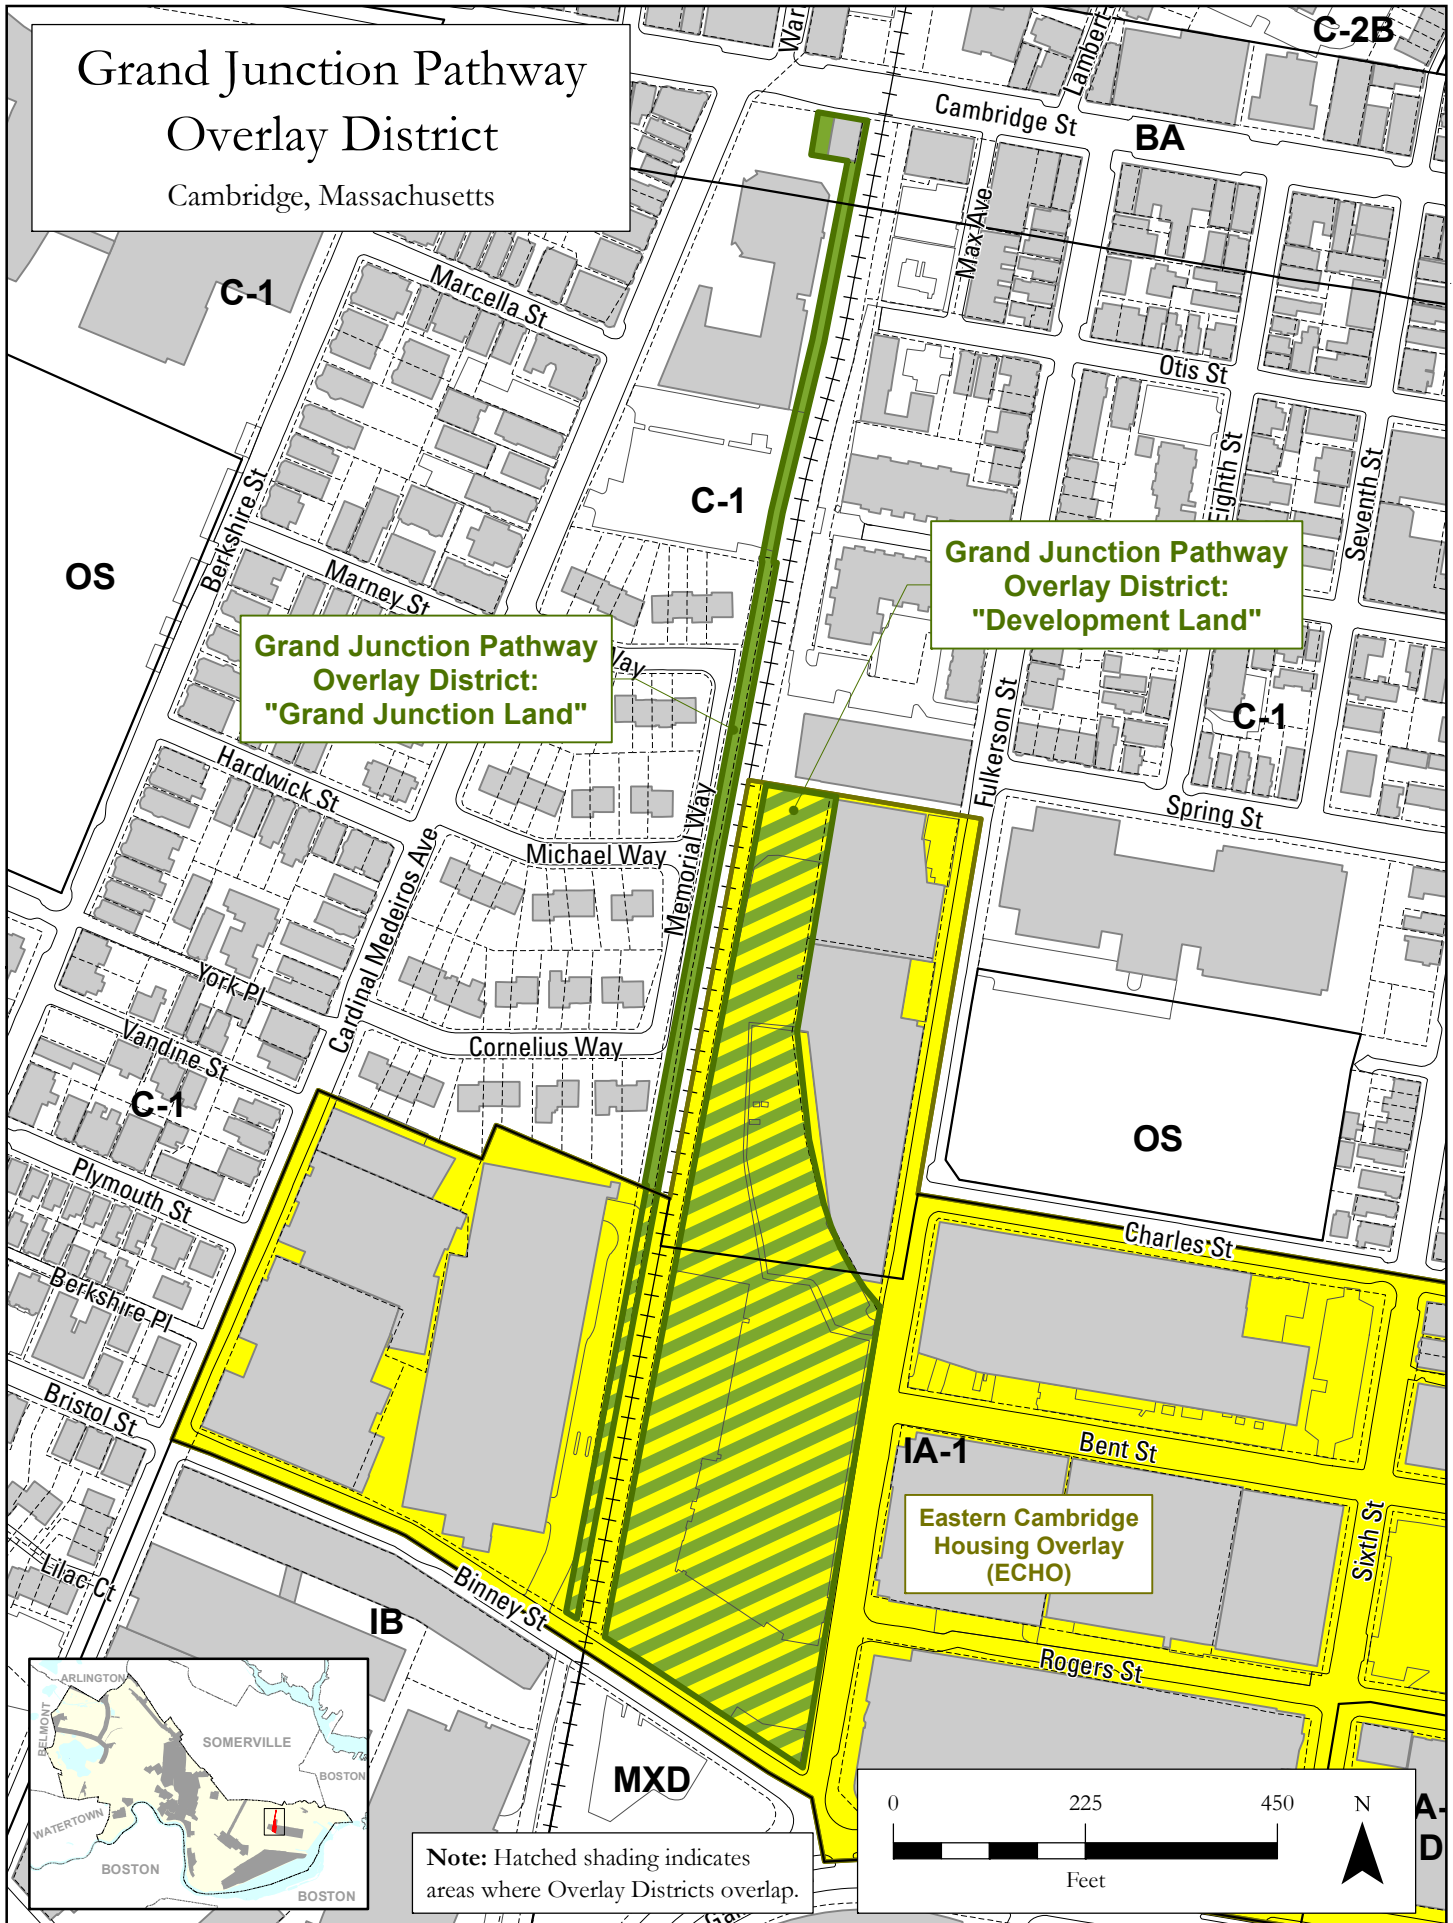 Grand Junction Pathway
Overlay District
Cambridge, Massachusetts
C-2B
War
Lambert
Cambridge St
BA
Max Ave
C-1
Marcella St
Otis St
Eighth St
Seventh St
Berkshire St
C-1
OS
Marney St
Grand Junction Pathway
Overlay District:
"Development Land"
Grand Junction Pathway
Overlay District:
"Grand Junction Land"
Way
Fulkerson St
C-1
Hardwick St
Memorial Way
Spring St
Michael Way
Cardinal Medeiros Ave
York Pl
Vandine St
Cornelius Way
C-1
OS
Plymouth St
Charles St
Berkshire Pl
Bristol St
IA-1
Bent St
Eastern Cambridge
Housing Overlay
(ECHO)
Sixth St
Lilac Ct
Binney St
IB
Rogers St
MXD
ARLINGTON
BELMONT
SOMERVILLE
BOSTON
WATERTOWN
BOSTON
BOSTON
Note: Hatched shading indicates
areas where Overlay Districts overlap.
0 225 450 N
Feet
A-
D